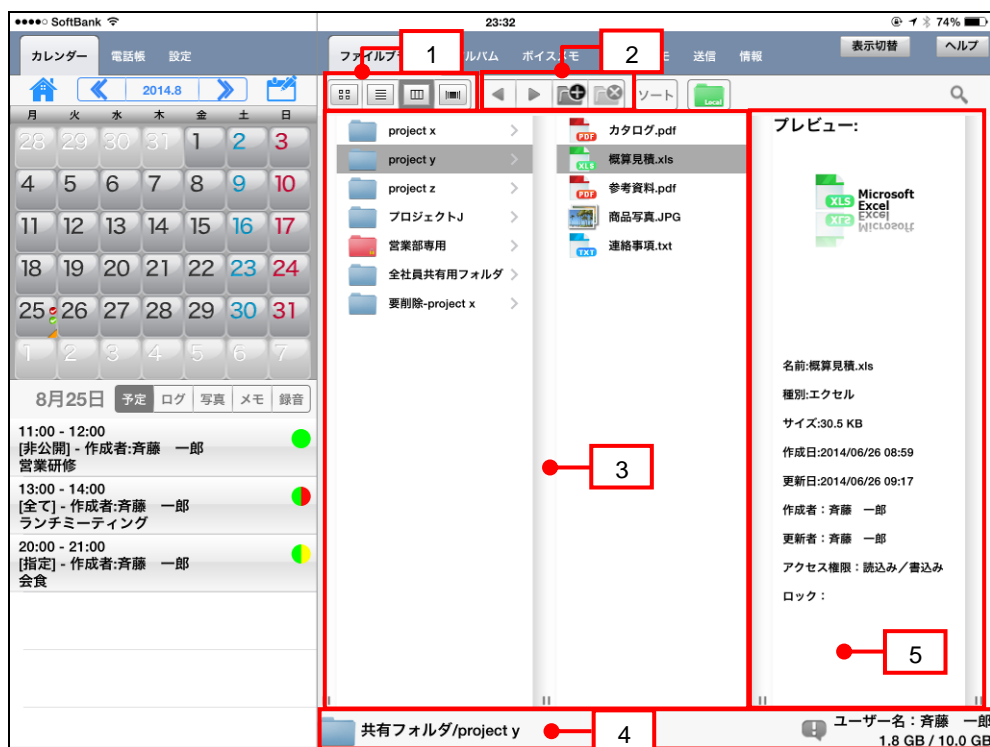 SoftBank
23:32
74%
カレンダー 電話帳 設定
ボイスメモ
送信 情報
表示切替 ヘルプ
1
2
2014.8
ソート
Local
月 火 水 木 金 土 日
28 29 30 31 1 2 3
4 5 6 7 8 9 10
11 12 13 14 15 16 17
18 19 20 21 22 23 24
25 26 27 28 29 30 31
1 2 3 4 5 6 7
8月25日 予定 ログ 写真 メモ 録音
11:00 - 12:00
[非公開] - 作成者:斉藤 一郎
営業研修
13:00 - 14:00
[全て] - 作成者:斉藤 一郎
ランチミーティング
20:00 - 21:00
[指定] - 作成者:斉藤 一郎
会食
project x
project y
project z
プロジェクトJ
営業部専用
全社員共有用フォルダ
要削除-project x
PDF カタログ.pdf
XLS 概算見積.xls
PDF 参考資料.pdf
商品写真.JPG
TXT 連絡事項.txt
3
プレビュー:
XLS
Microsoft
Excel
名前:概算見積.xls
種別:エクセル
サイズ:30.5 KB
作成日:2014/06/26 08:59
更新日:2014/06/26 09:17
作成者：斉藤 一郎
更新者：斉藤 一郎
アクセス権限：読込み／書込み
ロック：
5
共有フォルダ/project y
4
ユーザー名：斉藤 一郎
1.8 GB / 10.0 GB